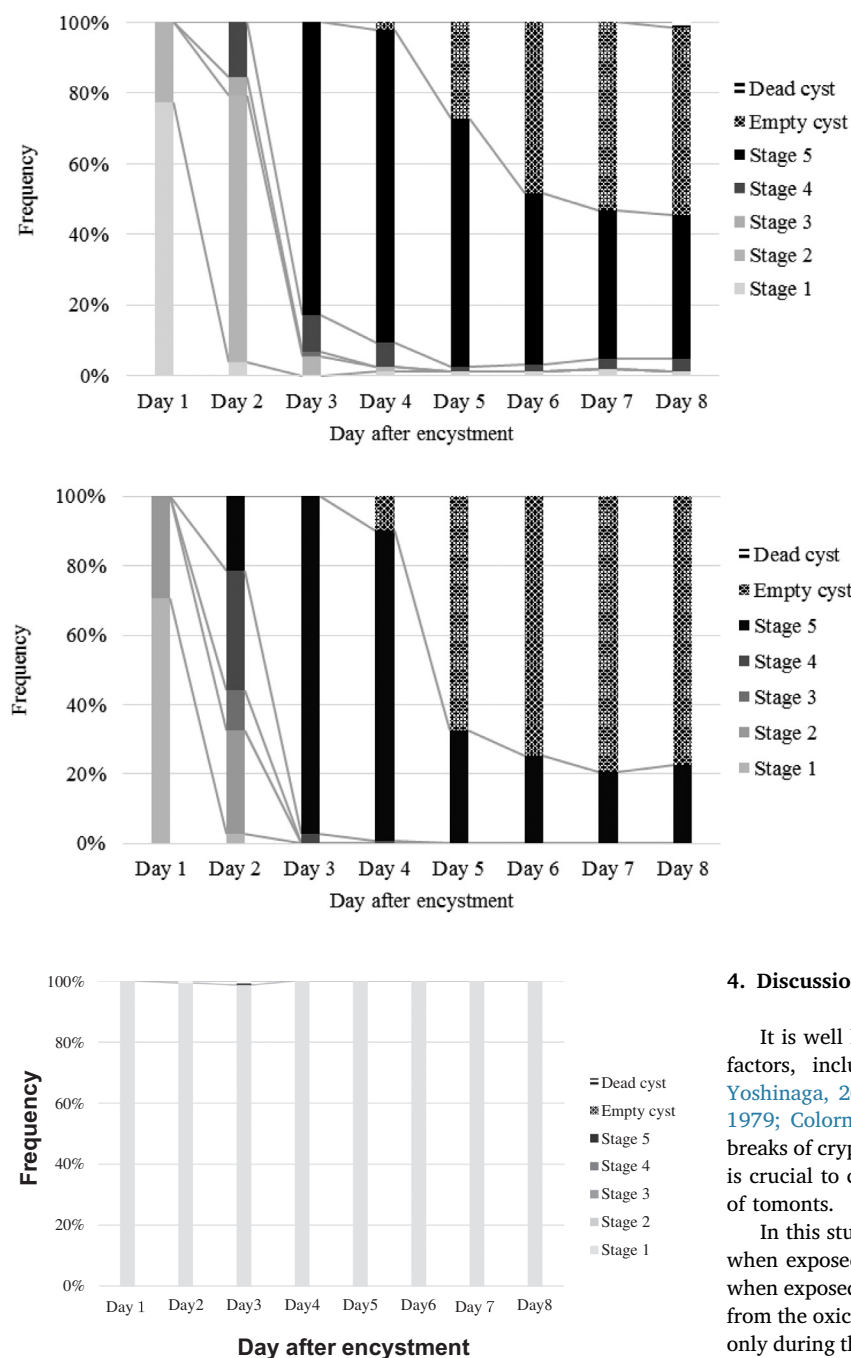 100%
80%
60%
40%
20%
0%
Frequency
Day 1 Day 2 Day 3 Day 4 Day 5 Day 6 Day 7 Day 8
Day after encystment
Dead cyst
Empty cyst
Stage 5
Stage 4
Stage 3
Stage 2
Stage 1
100%
80%
60%
40%
20%
0%
Frequency
Day 1 Day 2 Day 3 Day 4 Day 5 Day 6 Day 7 Day 8
Day after encystment
Dead cyst
Empty cyst
Stage 5
Stage 4
Stage 3
Stage 2
Stage 1
100%
80%
60%
40%
20%
0%
Frequency
Day 1 Day2 Day3 Day 4 Day5 Day6 Day 7 Day8
Day after encystment
Dead cyst
Empty cyst
Stage 5
Stage 4
Stage 3
Stage 2
Stage 1
4. Discussio
It is well
factors, inclu
Yoshinaga, 2
1979; Colorn
breaks of cryp
is crucial to c
of tomonts.
In this stu
when exposed
when exposed
from the oxic
only during th